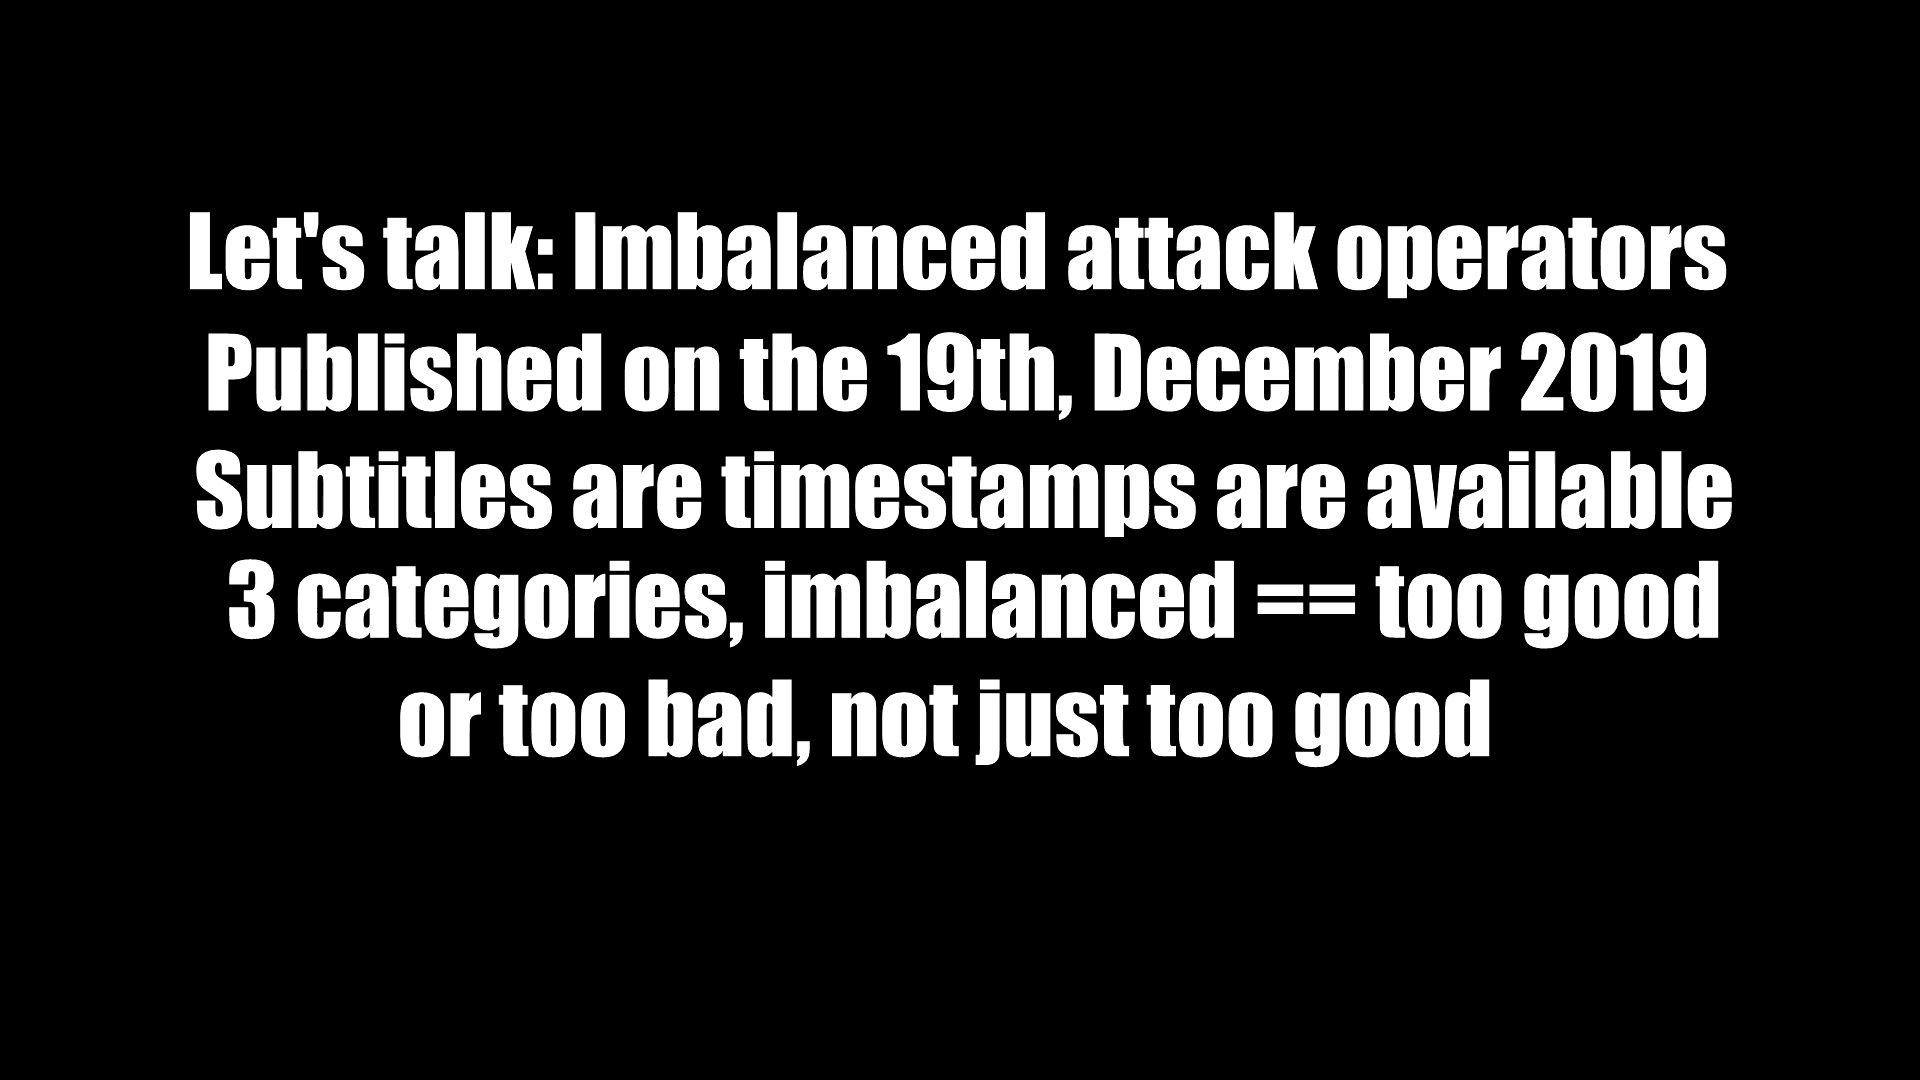 Let's talk: Imbalanced attack operators
Published on the 19th, December 2019
Subtitles are timestamps are available
3 categories, imbalanced == too good
or too bad, not just too good